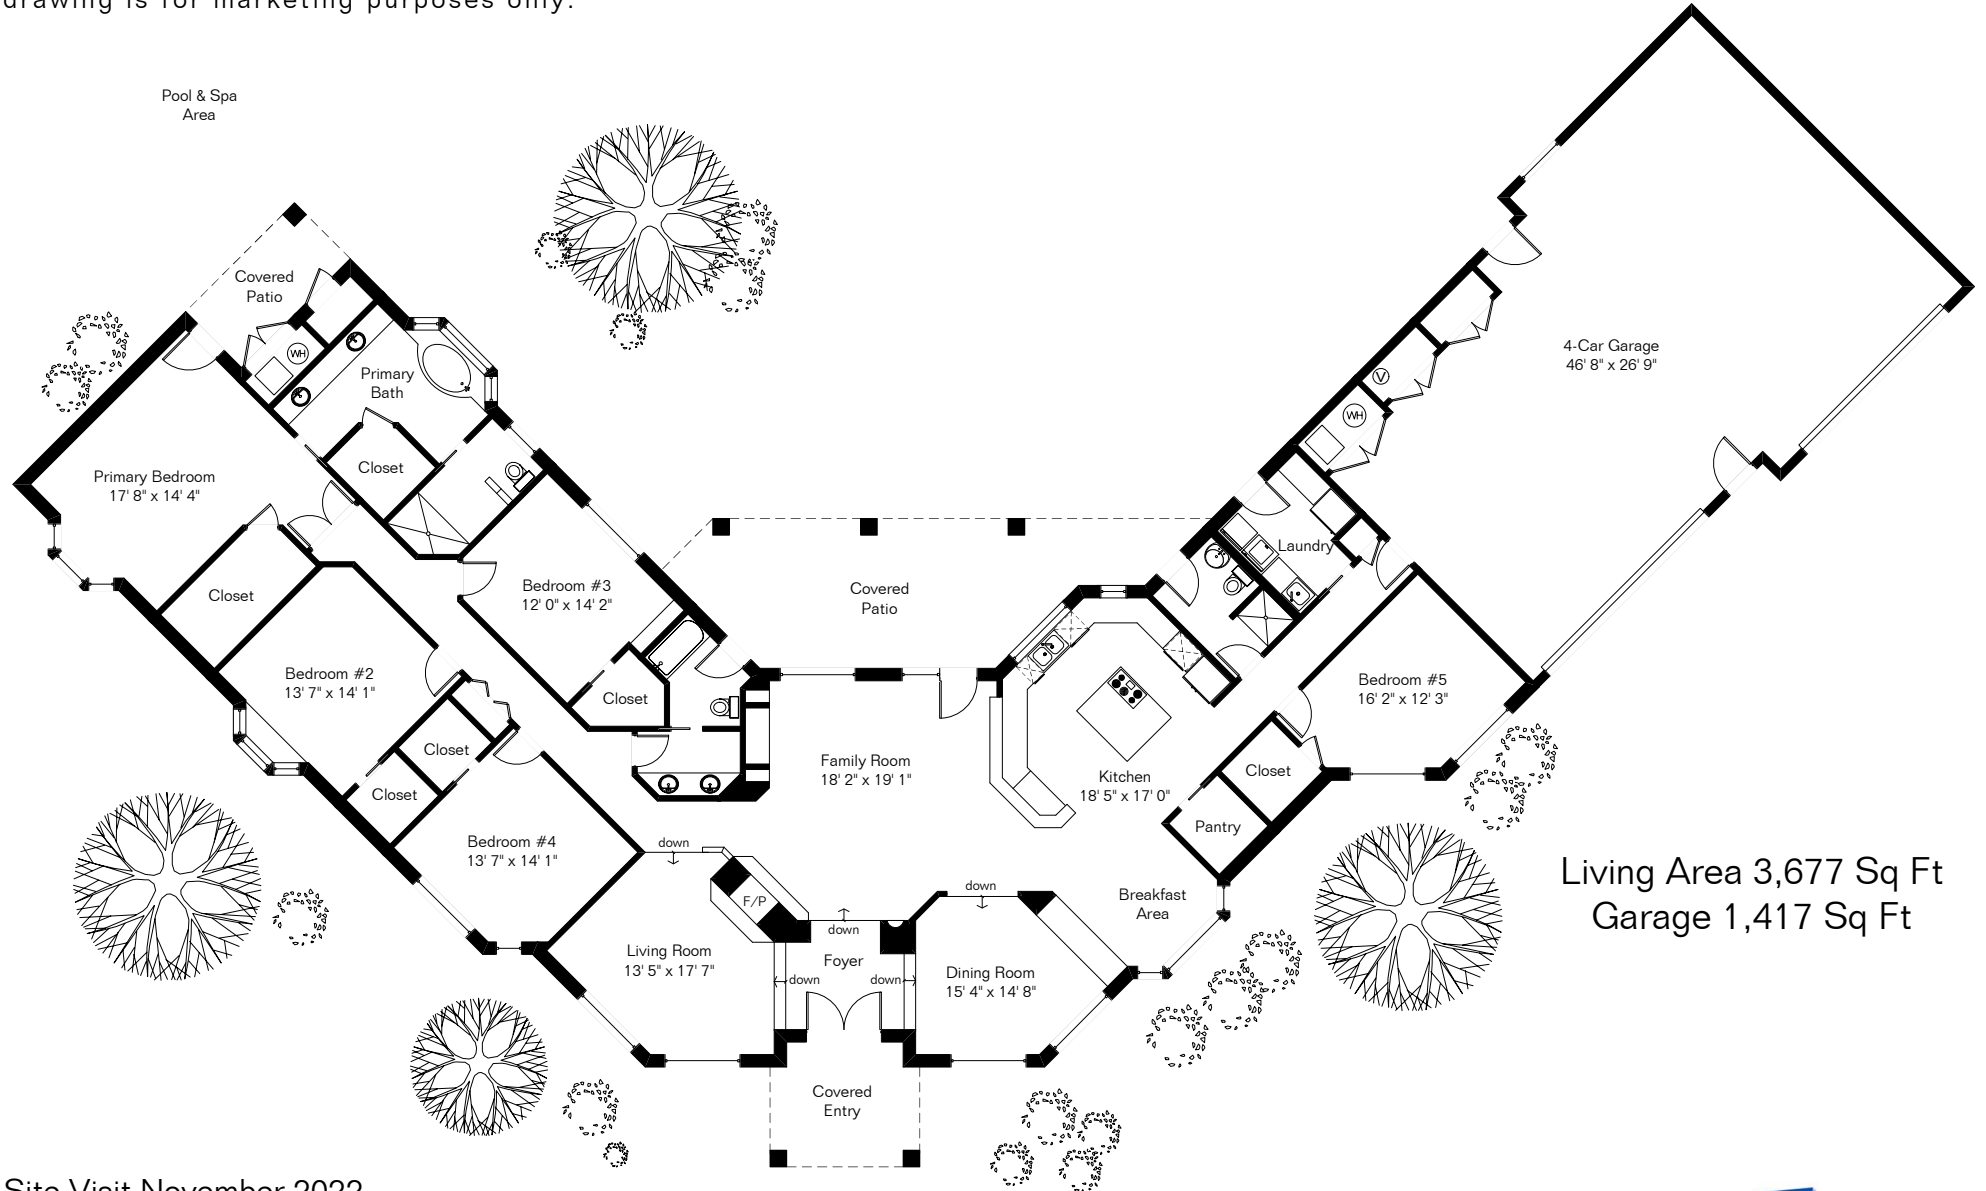 drawing is for marketing purposes only.
Pool & Spa
Area
Covered
Patio
WH
Primary
Bath
Closet
Primary Bedroom
17' 8" x 14' 4"
Closet
Bedroom #3
12' 0" x 14' 2"
Closet
Bedroom #2
13' 7" x 14' 1"
Closet
Closet
Bedroom #4
13' 7" x 14' 1"
Covered
Patio
Family Room
18' 2" x 19' 1"
Kitchen
18' 5" x 17' 0"
4-Car Garage
46' 8" x 26' 9"
V
WH
Laundry
Bedroom #5
16' 2" x 12' 3"
Closet
Pantry
Breakfast
Area
down
F/P
down
down
Living Room
13' 5" x 17' 7"
Foyer
down
down
Dining Room
15' 4" x 14' 8"
Covered
Entry
Living Area 3,677 Sq Ft
Garage 1,417 Sq Ft
Site Visit November 2022